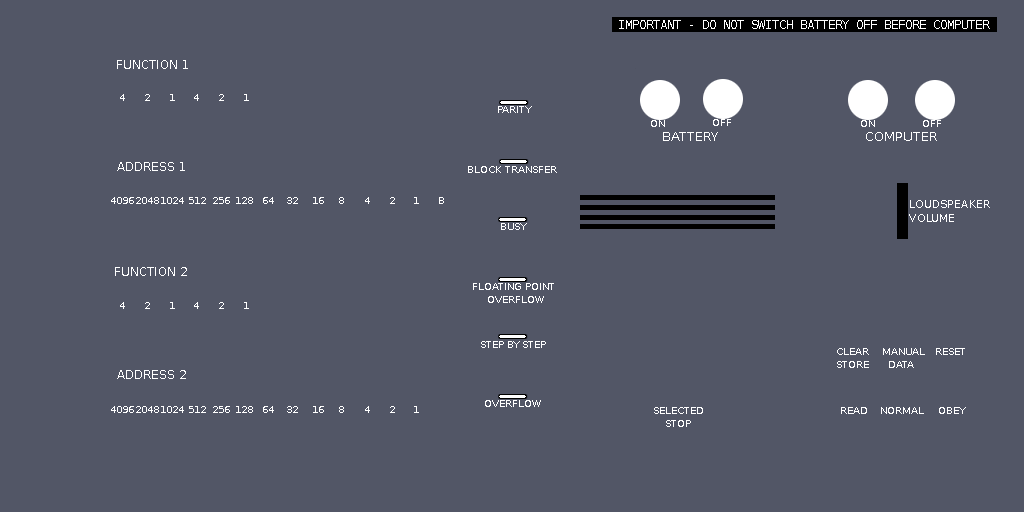 IMPORTANT - DO NOT SWITCH BATTERY OFF BEFORE COMPUTER
FUNCTION 1
4 2 1 4 2 1
ADDRESS 1
4096 2048 1024 512 256 128 64 32 16 8 4 2 1 B
FUNCTION 2
4 2 1 4 2 1
ADDRESS 2
4096 2048 1024 512 256 128 64 32 16 8 4 2 1
PARITY
BLOCK TRANSFER
BUSY
FLOATING POINT
OVERFLOW
STEP BY STEP
OVERFLOW
ON OFF
BATTERY
ON OFF
COMPUTER
LOUDSPEAKER
VOLUME
SELECTED
STOP
CLEAR
STORE
MANUAL
DATA
RESET
READ NORMAL OBEY